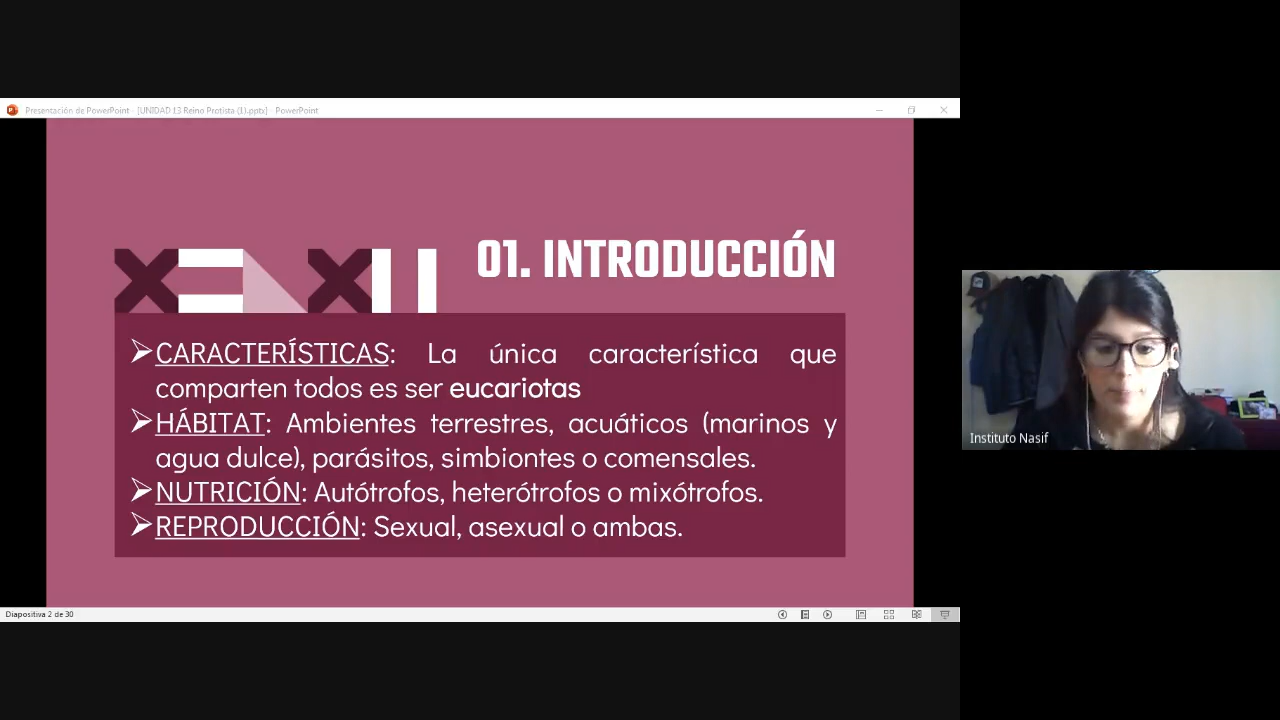 Presentación de PowerPoint - [UNIDAD 13 Reino Protista (1).pptx] - PowerPoint
01. INTRODUCCIÓN
CARACTERÍSTICAS: La única característica que
comparten todos es ser eucariotas
HÁBITAT: Ambientes terrestres, acuáticos (marinos y
agua dulce), parásitos, simbiontes o comensales.
NUTRICIÓN: Autótrofos, heterótrofos o mixótrofos.
REPRODUCCIÓN: Sexual, asexual o ambas.
Instituto Nasif
Diapositiva 2 de 30